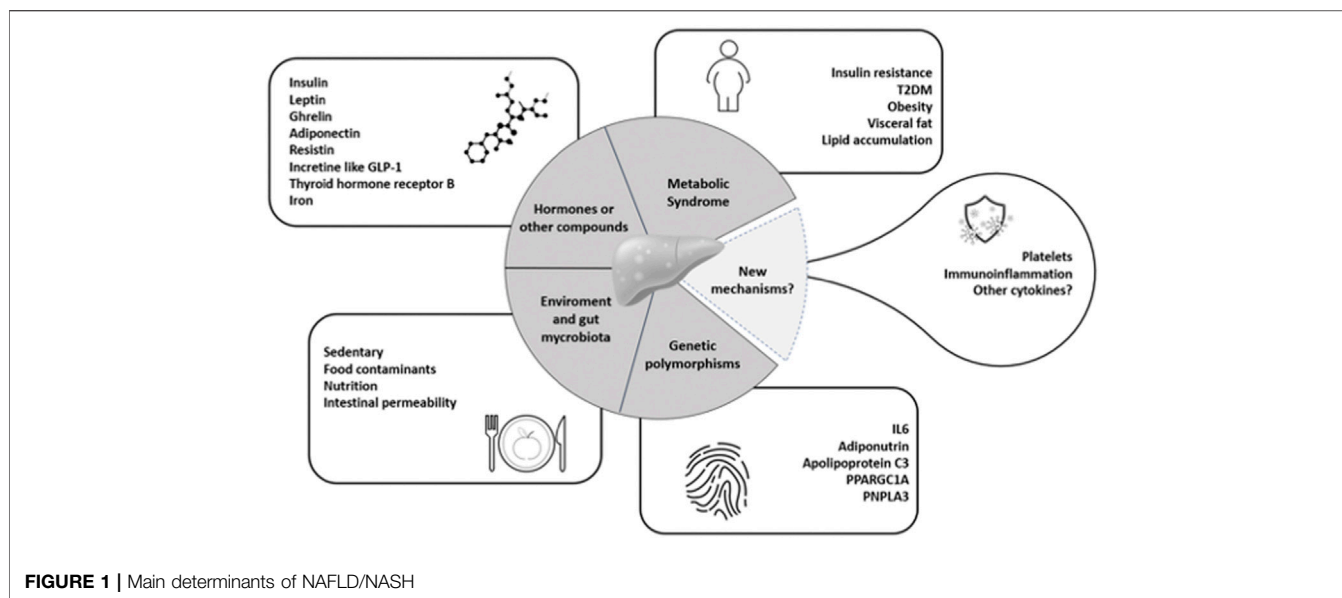 Insulin
Leptin
Ghrelin
Adiponectin
Resistin
Incretine like GLP-1
Thyroid hormone receptor B
Iron
Insulin resistance
T2DM
Obesity
Visceral fat
Lipid accumulation
Metabolic
Syndrome
Hormones or
other compounds
New
mechanisms?
Platelets
Immunoinflammation
Other cytokines?
Enviroment
and gut
mycrobiota
Genetic
polymorphisms
Sedentary
Food contaminants
Nutrition
Intestinal permeability
IL6
Adiponutrin
Apolipoprotein C3
PPARGC1A
PNPLA3
FIGURE 1 | Main determinants of NAFLD/NASH